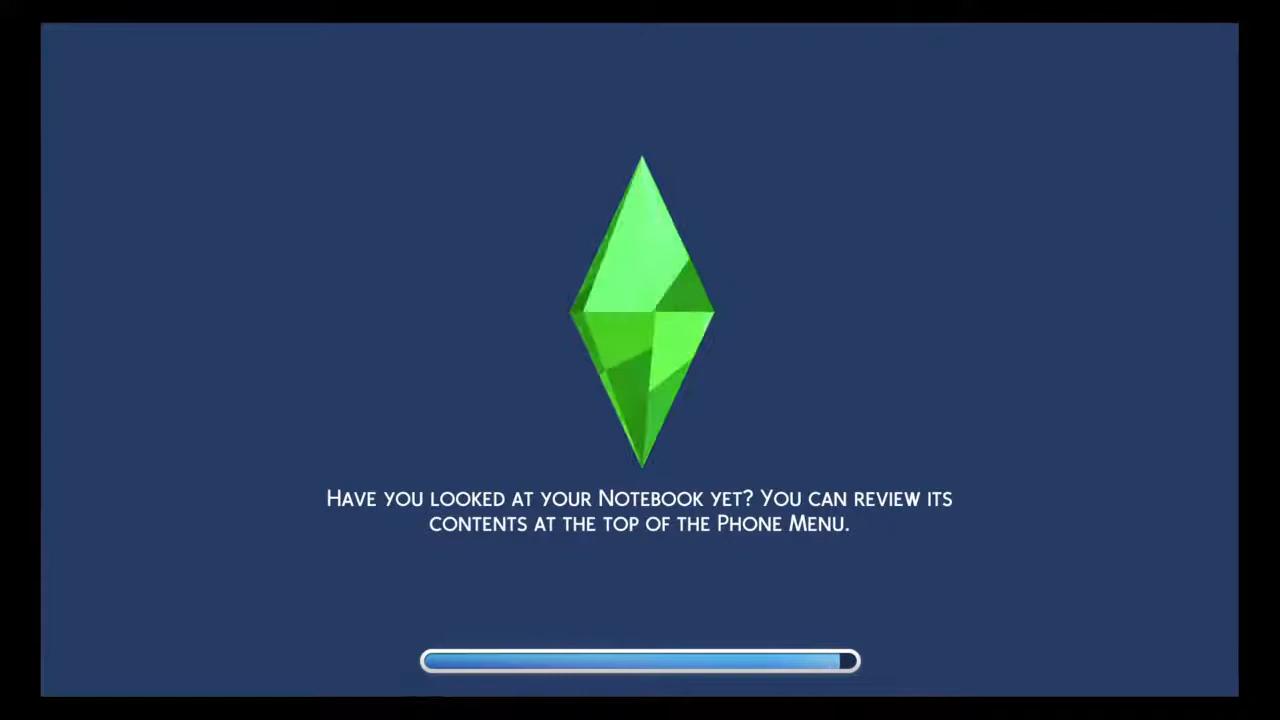 Have you looked at your Notebook yet? You can review its
contents at the top of the Phone Menu.